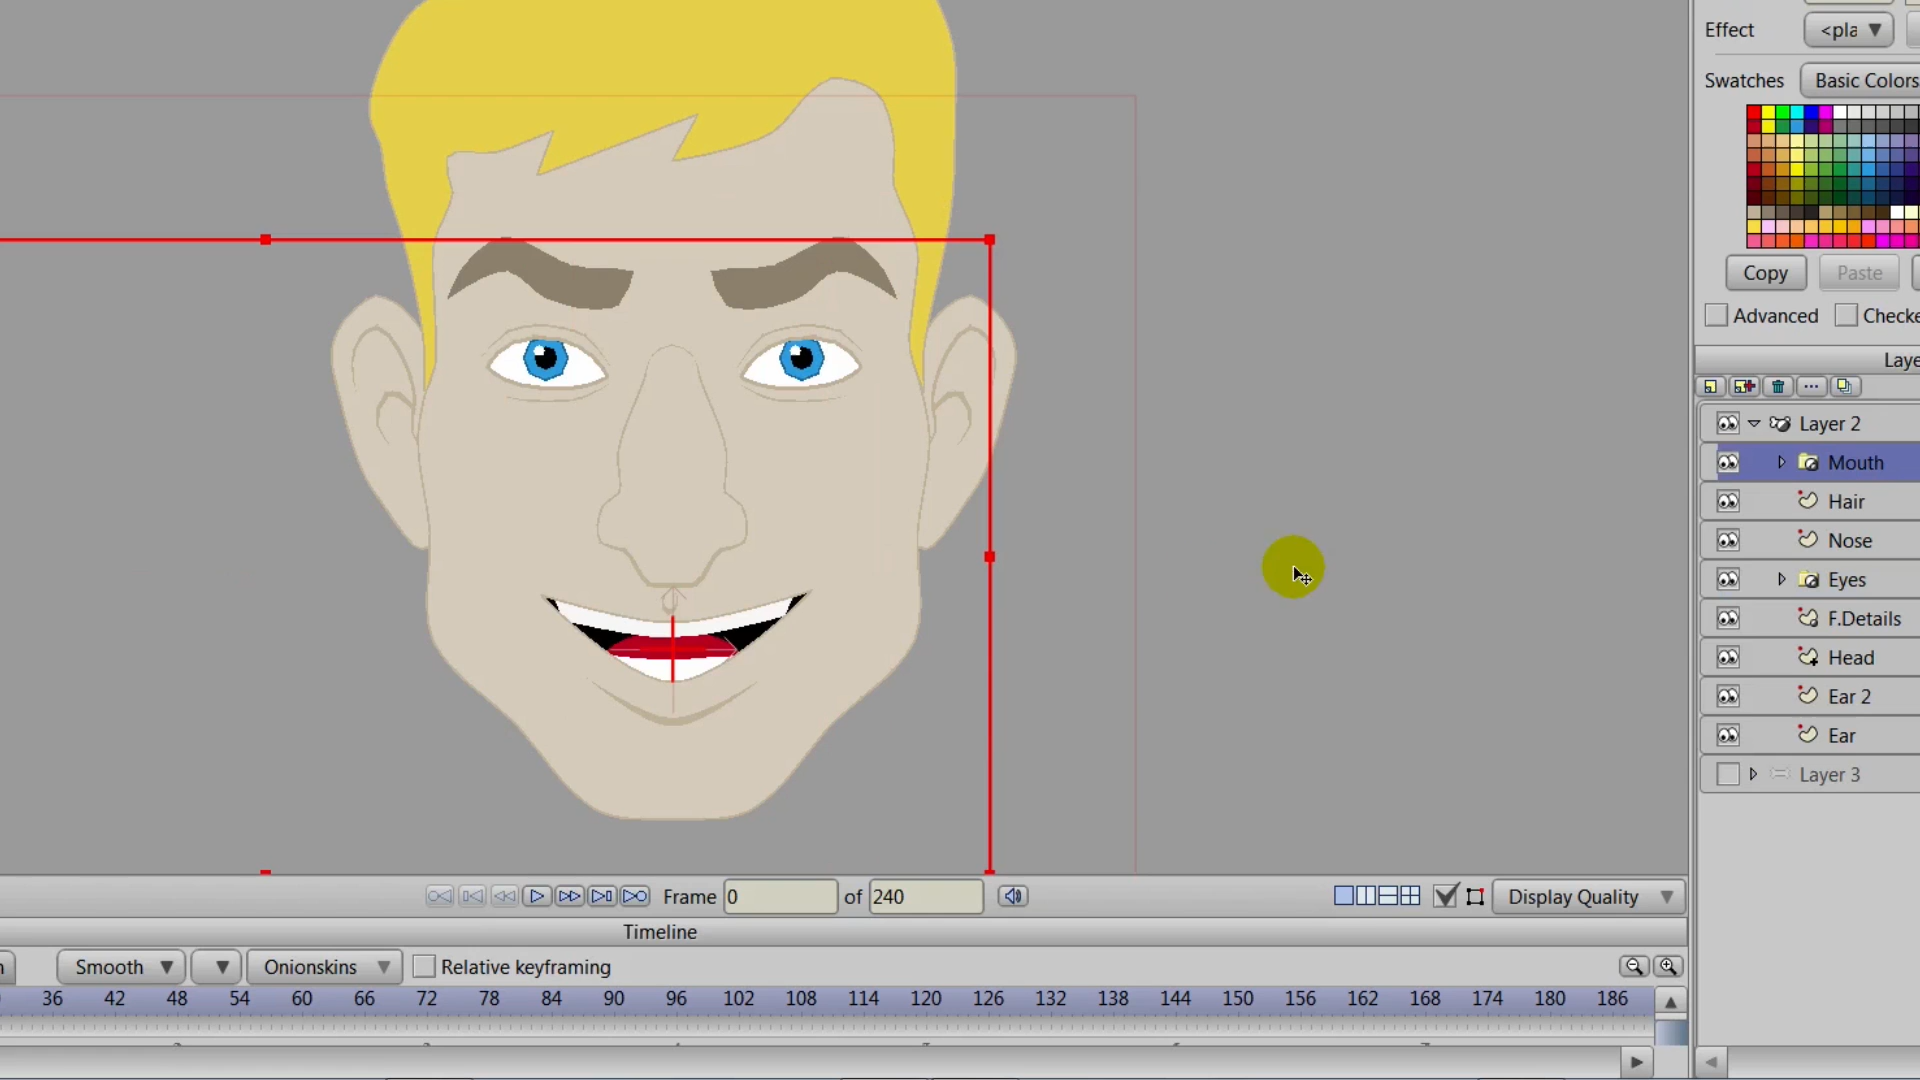 Effect <pla
Swatches Basic Colors
Copy Paste
Advanced Checke
Laye
Layer 2
Mouth
Hair
Nose
Eyes
F.Details
Head
Ear 2
Ear
Layer 3
Frame 0 of 240 Display Quality
Timeline
Smooth Onionskins Relative keyframing
36 42 48 54 60 66 72 78 84 90 96 102 108 114 120 126 132 138 144 150 156 162 168 174 180 186